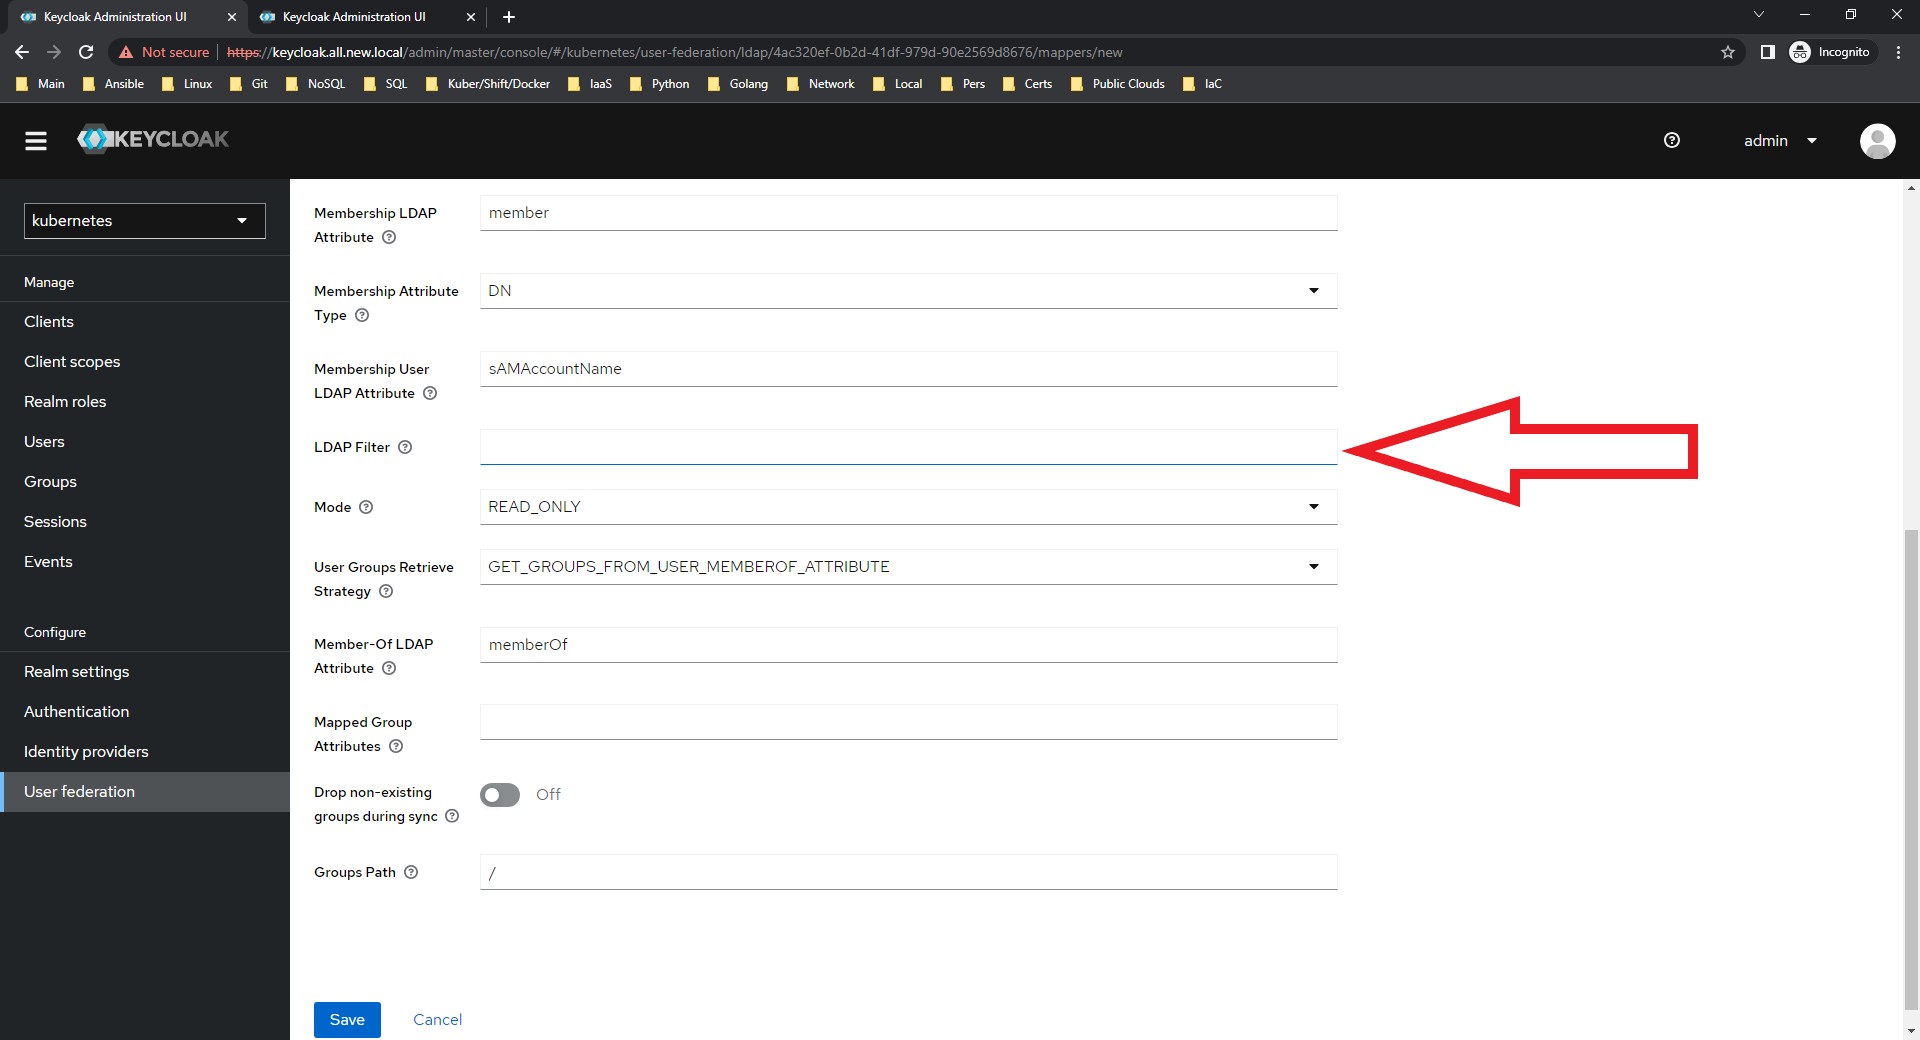 Keycloak Administration UI
Keycloak Administration UI
Not secure https://keycloak.all.new.local/admin/master/console/#/kubernetes/user-federation/ldap/4ac320ef-0b2d-41df-979d-90e2569d8676/mappers/new Incognito
Main Ansible Linux Git NoSQL SQL Kuber/Shift/Docker IaaS Python Golang Network Local Pers Certs Public Clouds IaC
KEYCLOAK
admin
kubernetes
Manage
Clients
Client scopes
Realm roles
Users
Groups
Sessions
Events
Configure
Realm settings
Authentication
Identity providers
User federation
Membership LDAP
Attribute
member
Membership Attribute
Type
DN
Membership User
LDAP Attribute
sAMAccountName
LDAP Filter
Mode
READ_ONLY
User Groups Retrieve
Strategy
GET_GROUPS_FROM_USER_MEMBEROF_ATTRIBUTE
Member-Of LDAP
Attribute
memberOf
Mapped Group
Attributes
Drop non-existing
groups during sync
Off
Groups Path
/
Save Cancel